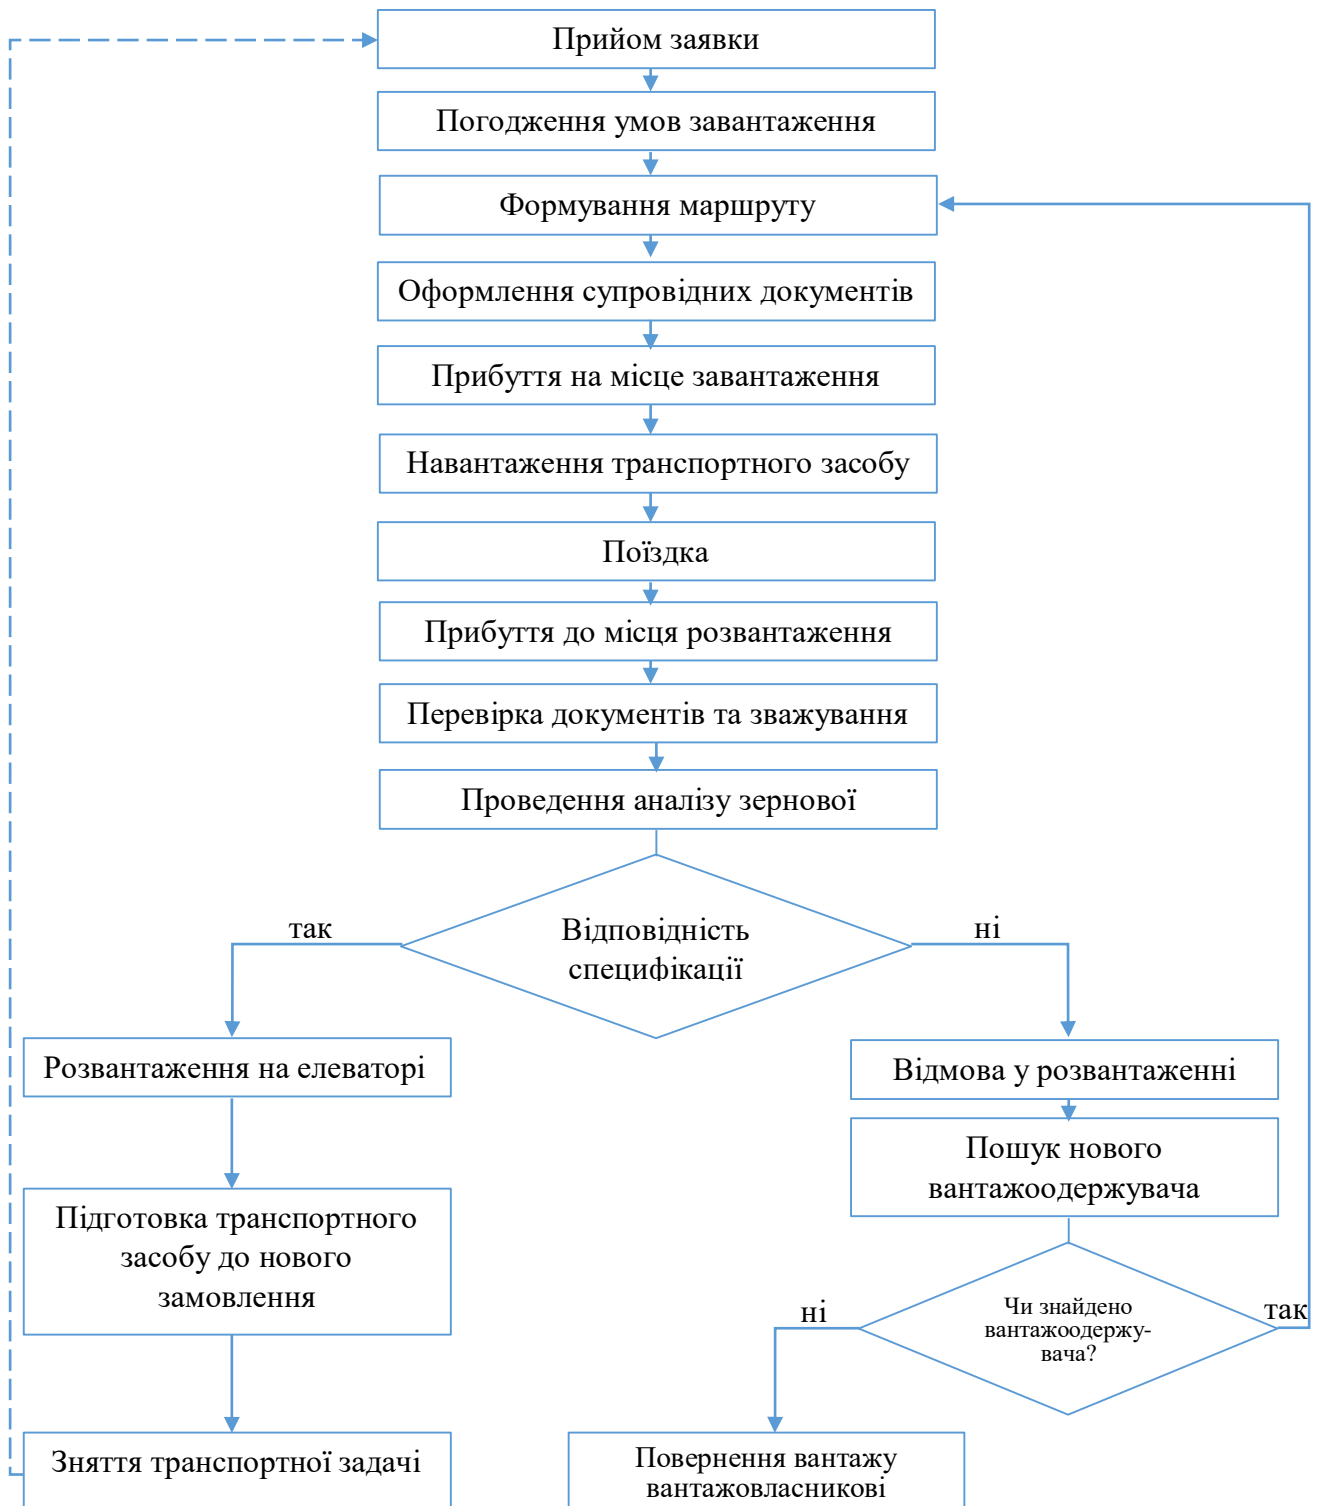 Прийом заявки
Погодження умов завантаження
Формування маршруту
Оформлення супровідних документів
Прибуття на місце завантаження
Навантаження транспортного засобу
Поїздка
Прибуття до місця розвантаження
Перевірка документів та зважування
Проведення аналізу зернової
Відповідність
специфікації
так
ні
Розвантаження на елеваторі
Відмова у розвантаженні
Пошук нового
вантажоодержувача
Підготовка транспортного
засобу до нового
замовлення
Чи знайдено
вантажоодержу-
вача?
ні
так
Зняття транспортної задачі
Повернення вантажу
вантажовласникові